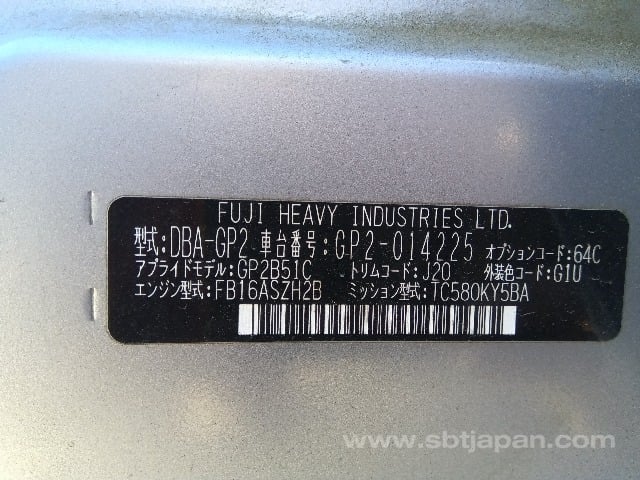 FUJI HEAVY INDUSTRIES LTD.
型式:DBA-GP2 車台番号:GP2-014225 オプションコード:64C
アプライドモデル:GP2B51C トリムコード:J20 外装色コード:G1U
エンジン型式:FB16ASZH2B ミッション型式:TC580KY5BA
www.sbtjapan.com